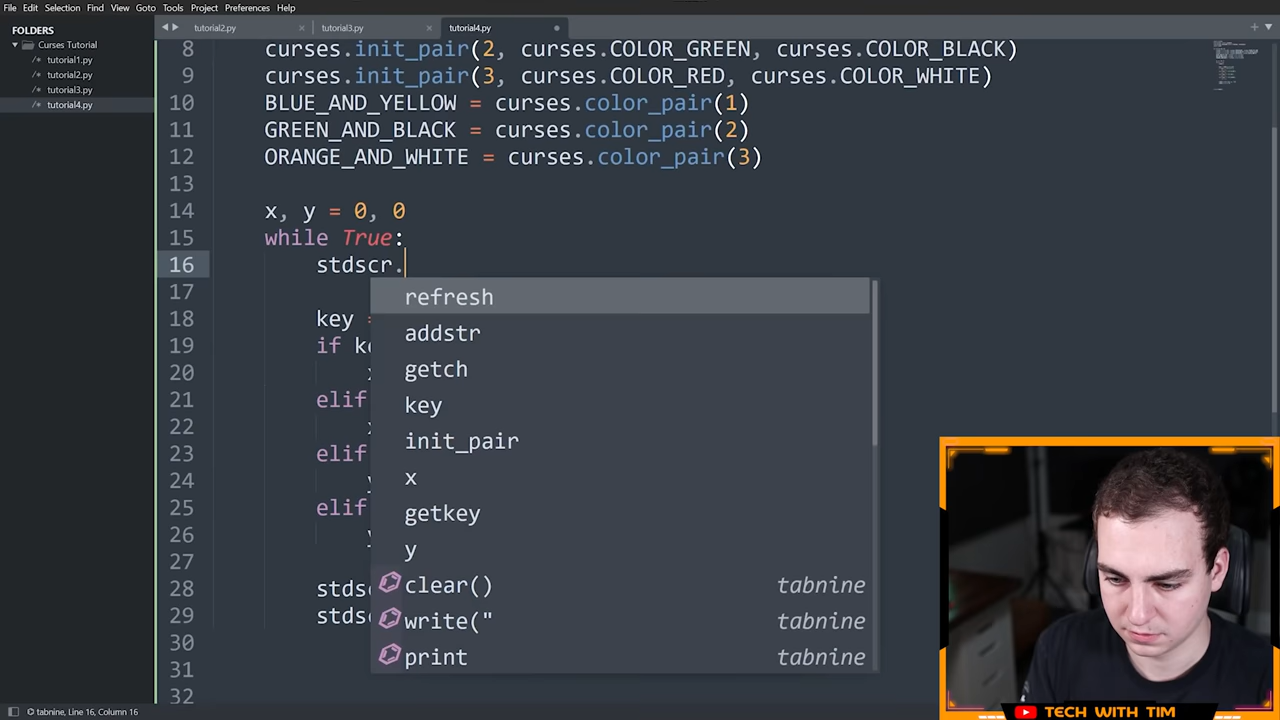 File Edit Selection Find View Goto Tools Project Preferences Help
FOLDERS
Curses Tutorial
/* tutorial1.py
/* tutorial2.py
/* tutorial3.py
/* tutorial4.py
tutorial2.py × tutorial3.py × tutorial4.py
8 curses.init_pair(2, curses.COLOR_GREEN, curses.COLOR_BLACK)
9 curses.init_pair(3, curses.COLOR_RED, curses.COLOR_WHITE)
10 BLUE_AND_YELLOW = curses.color_pair(1)
11 GREEN_AND_BLACK = curses.color_pair(2)
12 ORANGE_AND_WHITE = curses.color_pair(3)
13
14 x, y = 0, 0
15 while True:
16 stdscr.
17
18 key =
19 if ke
20 x
21 elif
22 x
23 elif
24 y
25 elif
26 y
27
28 stdsc
29 stdsc
30
31
32
refresh
addstr
getch
key
init_pair
x
getkey
y
clear() tabnine
write(" tabnine
print tabnine
TECH WITH TIM
tabnine, Line 16, Column 16